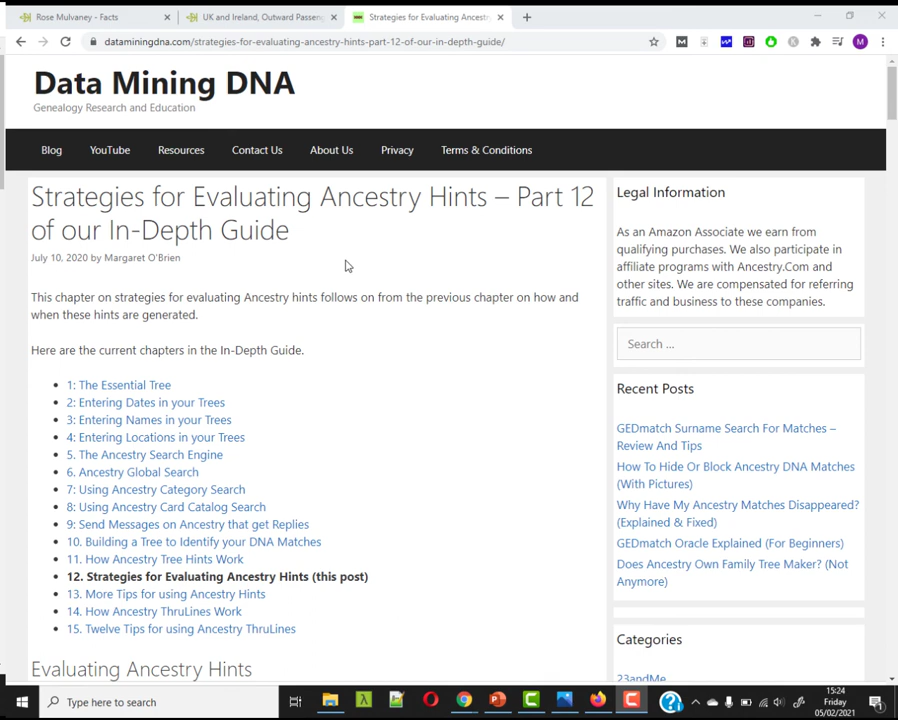 Rose Mulvaney - Facts
UK and Ireland, Outward Passen
Strategies for Evaluating Ancestry
dataminingdna.com/strategies-for-evaluating-ancestry-hints-part-12-of-our-in-depth-guide/
M
Data Mining DNA
Genealogy Research and Education
Blog YouTube Resources Contact Us About Us Privacy Terms & Conditions
Strategies for Evaluating Ancestry Hints – Part 12
of our In-Depth Guide
July 10, 2020 by Margaret O'Brien
This chapter on strategies for evaluating Ancestry hints follows on from the previous chapter on how and
when these hints are generated.
Here are the current chapters in the In-Depth Guide.
1: The Essential Tree
2: Entering Dates in your Trees
3: Entering Names in your Trees
4: Entering Locations in your Trees
5. The Ancestry Search Engine
6. Ancestry Global Search
7: Using Ancestry Category Search
8: Using Ancestry Card Catalog Search
9: Send Messages on Ancestry that get Replies
10. Building a Tree to Identify your DNA Matches
11. How Ancestry Tree Hints Work
12. Strategies for Evaluating Ancestry Hints (this post)
13. More Tips for using Ancestry Hints
14. How Ancestry ThruLines Work
15. Twelve Tips for using Ancestry ThruLines
Evaluating Ancestry Hints
Legal Information
As an Amazon Associate we earn from
qualifying purchases. We also participate in
affiliate programs with Ancestry.Com and
other sites. We are compensated for referring
traffic and business to these companies.
Search ...
Recent Posts
GEDmatch Surname Search For Matches –
Review And Tips
How To Hide Or Block Ancestry DNA Matches
(With Pictures)
Why Have My Ancestry Matches Disappeared?
(Explained & Fixed)
GEDmatch Oracle Explained (For Beginners)
Does Ancestry Own Family Tree Maker? (Not
Anymore)
Categories
23andMe
Type here to search
15:24
Friday
05/02/2021